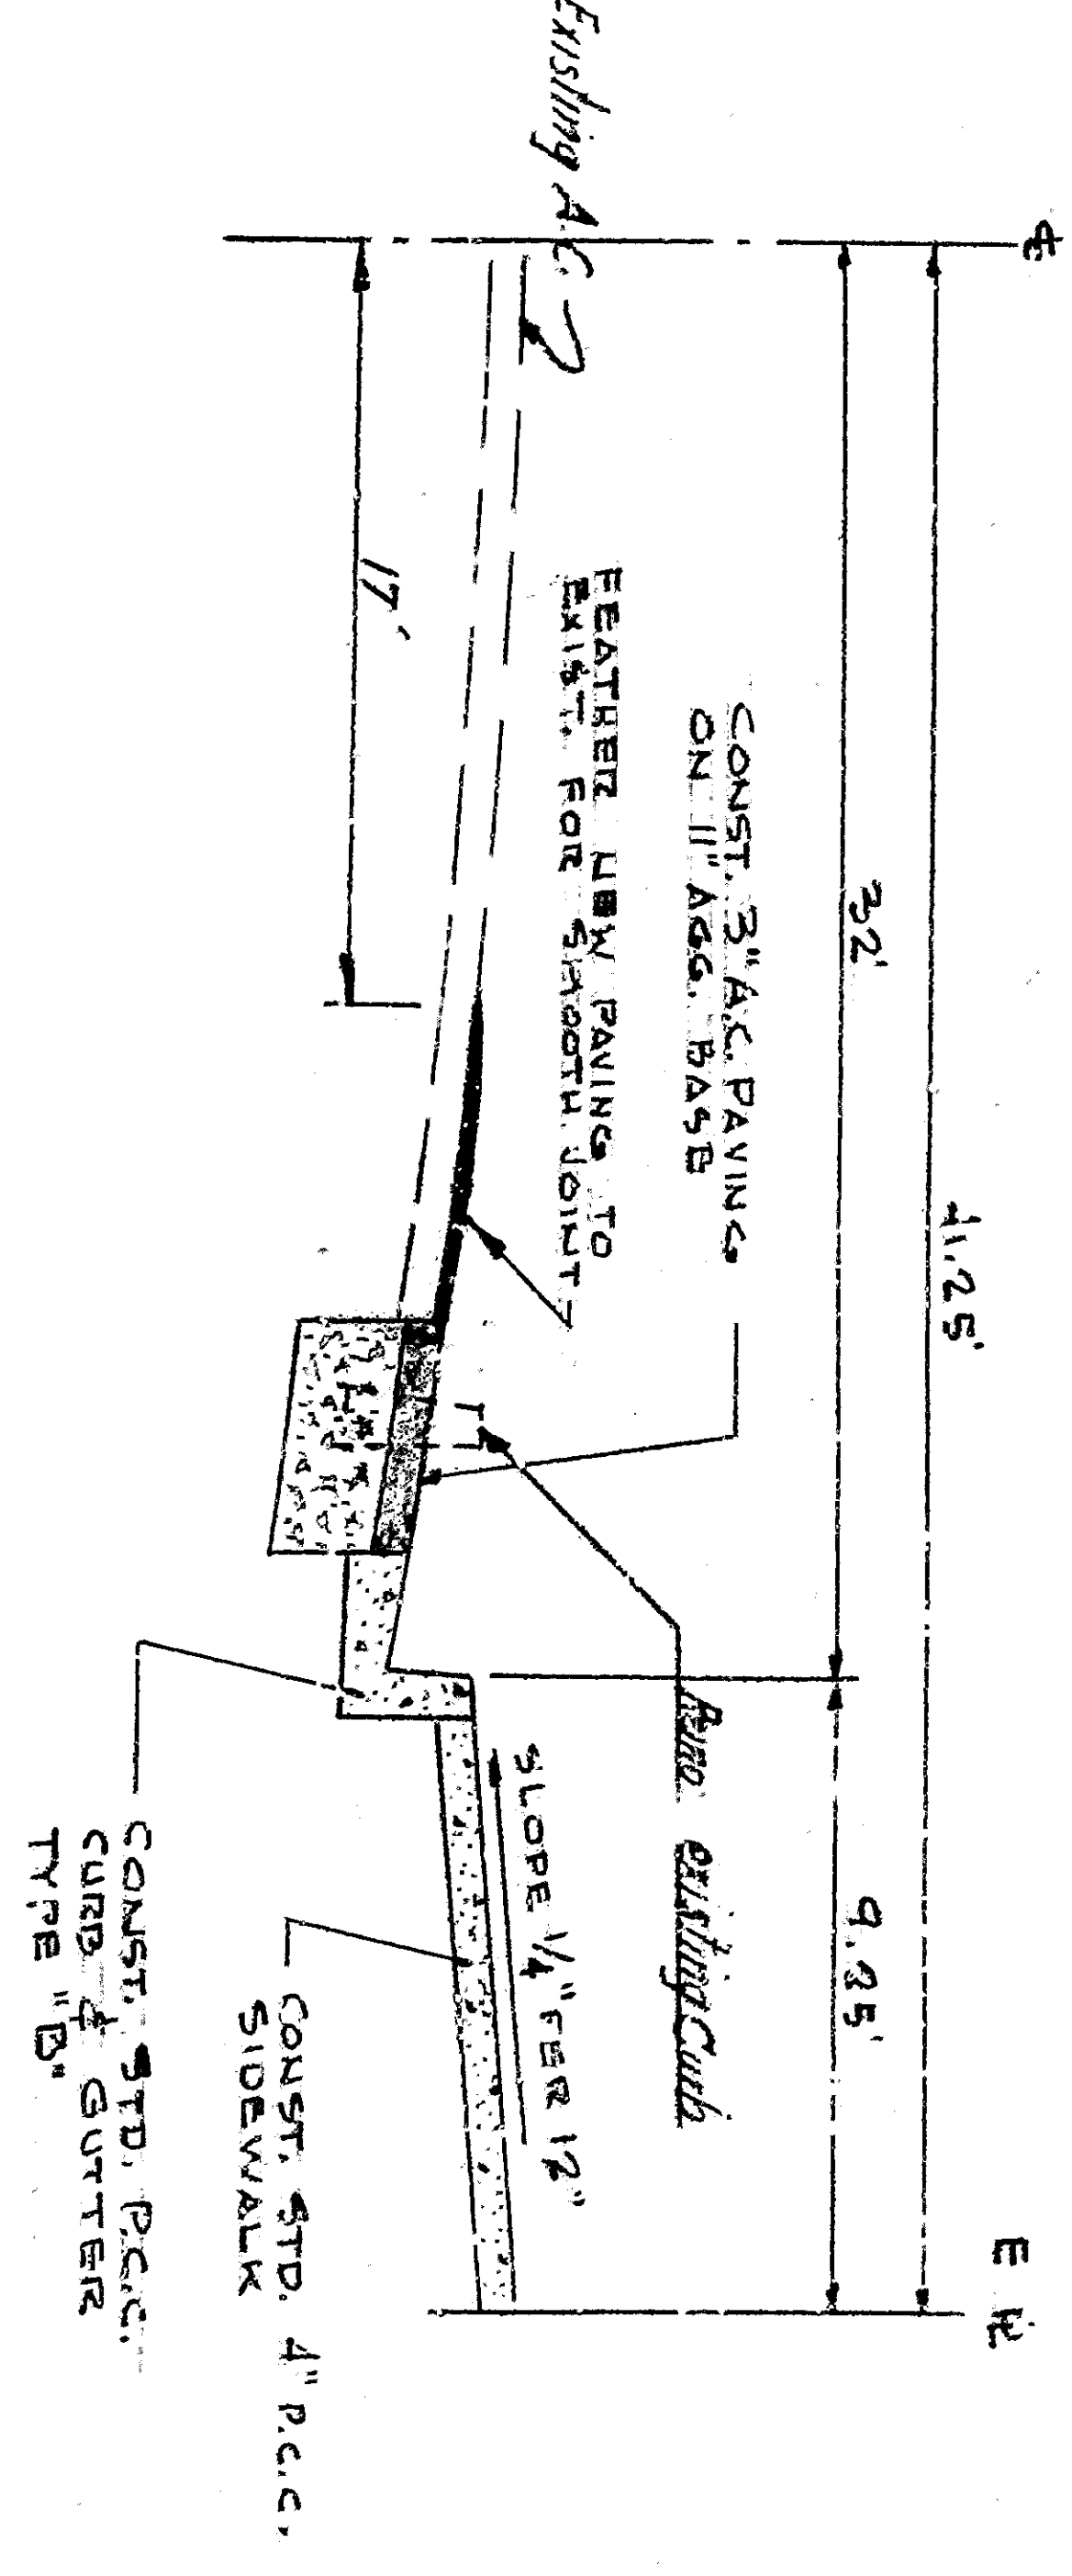 ℄
E ℞
41.25'
32'
9.25'
CONST. 3" A.C. PAVING
ON 11" AGG. BASE
Existing A.C.
FEATHER NEW PAVING TO
EXIST. FOR SMOOTH JOINT
existing Curb
SLOPE 1/4" PER 12"
17'
CONST. STD. 4" P.C.C.
SIDEWALK
CONST. STD. P.C.C.
CURB & GUTTER
TYPE "B"